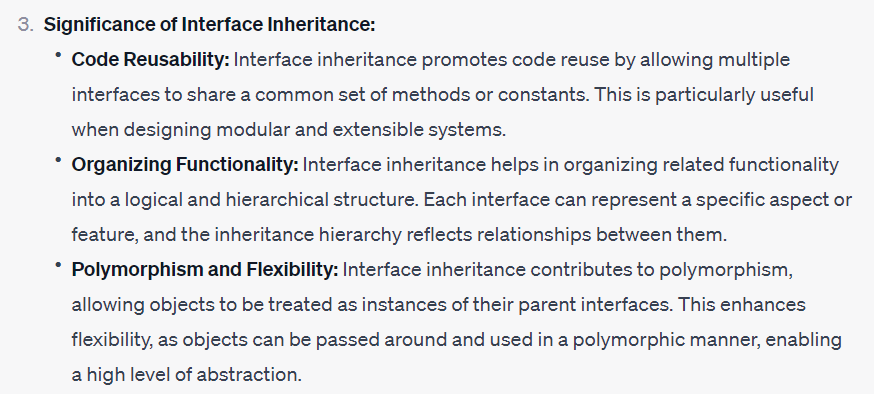 3. Significance of Interface Inheritance:
• Code Reusability: Interface inheritance promotes code reuse by allowing multiple
interfaces to share a common set of methods or constants. This is particularly useful
when designing modular and extensible systems.
• Organizing Functionality: Interface inheritance helps in organizing related functionality
into a logical and hierarchical structure. Each interface can represent a specific aspect or
feature, and the inheritance hierarchy reflects relationships between them.
• Polymorphism and Flexibility: Interface inheritance contributes to polymorphism,
allowing objects to be treated as instances of their parent interfaces. This enhances
flexibility, as objects can be passed around and used in a polymorphic manner, enabling
a high level of abstraction.